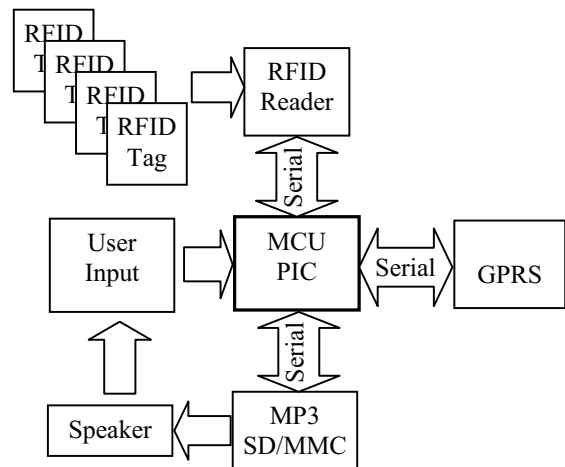 RFID
T
RFID
T
RFID
T
RFID
Tag
RFID
Reader
Serial
User
Input
MCU
PIC
Serial
GPRS
Serial
Speaker
MP3
SD/MMC